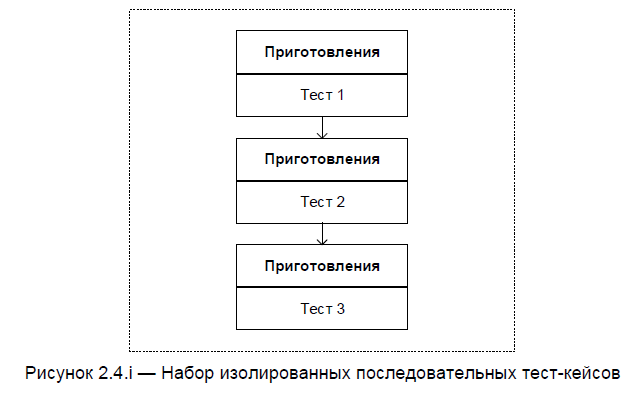 Приготовления
Тест 1
Приготовления
Тест 2
Приготовления
Тест 3
Рисунок 2.4.i — Набор изолированных последовательных тест-кейсов